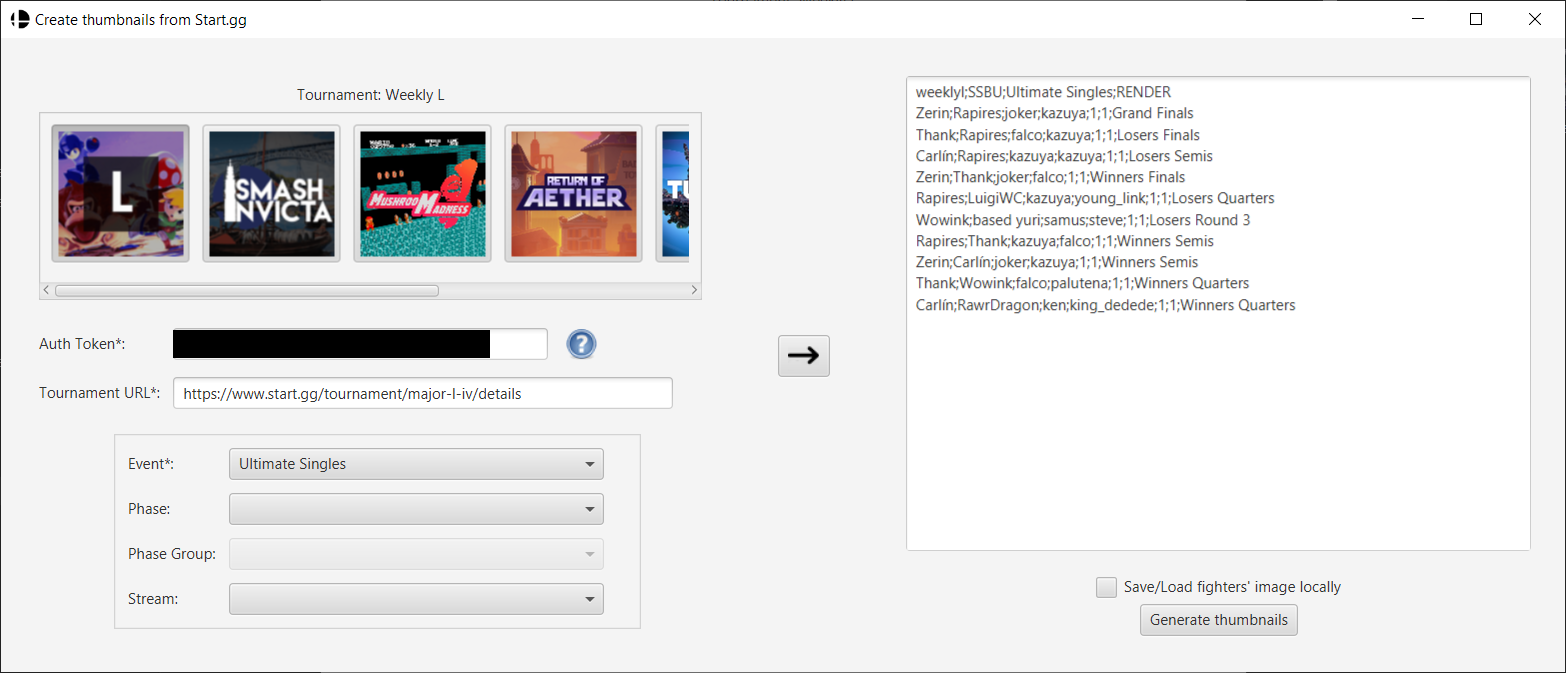 Create thumbnails from Start.gg
Tournament: Weekly L
L
SMASH
NVICTA
MUSHROOM MADNESS
RETURN OF
AETHER
TU
Auth Token*:
?
Tournament URL*:
https://www.start.gg/tournament/major-l-iv/details
Event*:
Ultimate Singles
Phase:
Phase Group:
Stream:
weeklyl;SSBU;Ultimate Singles;RENDER
Zerin;Rapires;joker;kazuya;1;1;Grand Finals
Thank;Rapires;falco;kazuya;1;1;Losers Finals
Carlín;Rapires;kazuya;kazuya;1;1;Losers Semis
Zerin;Thank;joker;falco;1;1;Winners Finals
Rapires;LuigiWC;kazuya;young_link;1;1;Losers Quarters
Wowink;based yuri;samus;steve;1;1;Losers Round 3
Rapires;Thank;kazuya;falco;1;1;Winners Semis
Zerin;Carlín;joker;kazuya;1;1;Winners Semis
Thank;Wowink;falco;palutena;1;1;Winners Quarters
Carlín;RawrDragon;ken;king_dedede;1;1;Winners Quarters
Save/Load fighters' image locally
Generate thumbnails